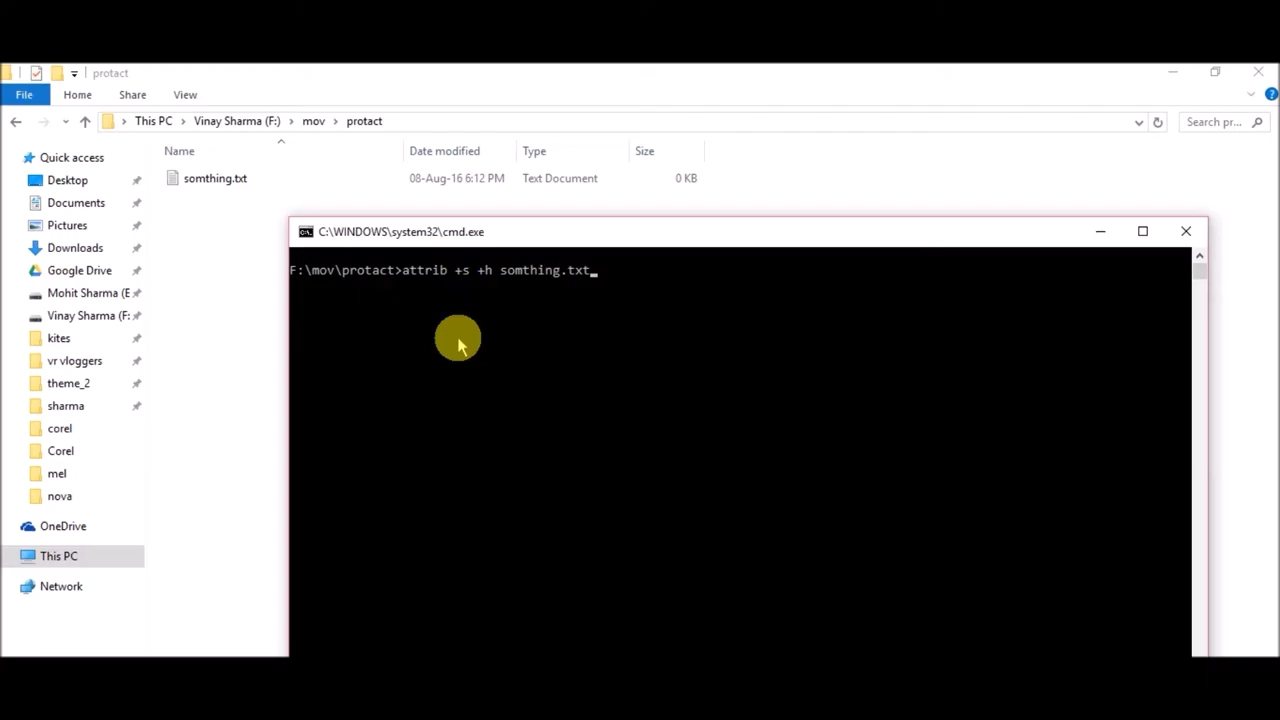 protact
File Home Share View
This PC Vinay Sharma (F:) mov protact Search pr...
Name Date modified Type Size
somthing.txt 08-Aug-16 6:12 PM Text Document 0 KB
Quick access
Desktop
Documents
Pictures
Downloads
Google Drive
Mohit Sharma (E
Vinay Sharma (F:
kites
vr vloggers
theme_2
sharma
corel
Corel
mel
nova
OneDrive
This PC
Network
C:\WINDOWS\system32\cmd.exe
F:\mov\protact>attrib +s +h somthing.txt_